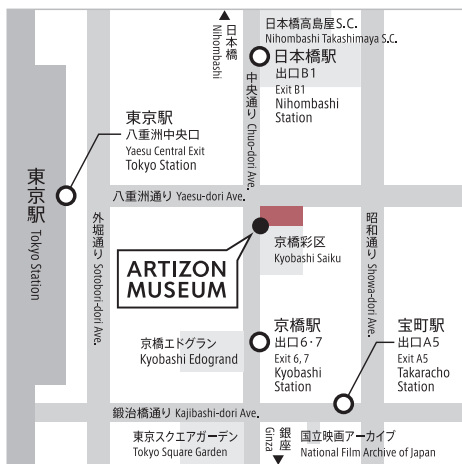 日本橋
Nihombashi
日本橋高島屋S.C.
Nihombashi Takashimaya S.C.
日本橋駅
出口B1
Exit B1
Nihombashi
Station
中央通り Chuo-dori Ave.
東京駅
八重洲中央口
Yaesu Central Exit
Tokyo Station
東京駅 Tokyo Station
八重洲通り Yaesu-dori Ave.
外堀通り Sotobori-dori Ave.
昭和通り Showa-dori Ave.
京橋彩区
Kyobashi Saiku
ARTIZON
MUSEUM
京橋エドグラン
Kyobashi Edogrand
京橋駅
出口6・7
Exit 6, 7
Kyobashi
Station
宝町駅
出口A5
Exit A5
Takaracho
Station
鍛治橋通り Kajibashi-dori Ave.
東京スクエアガーデン
Tokyo Square Garden
銀座
Ginza
国立映画アーカイブ
National Film Archive of Japan